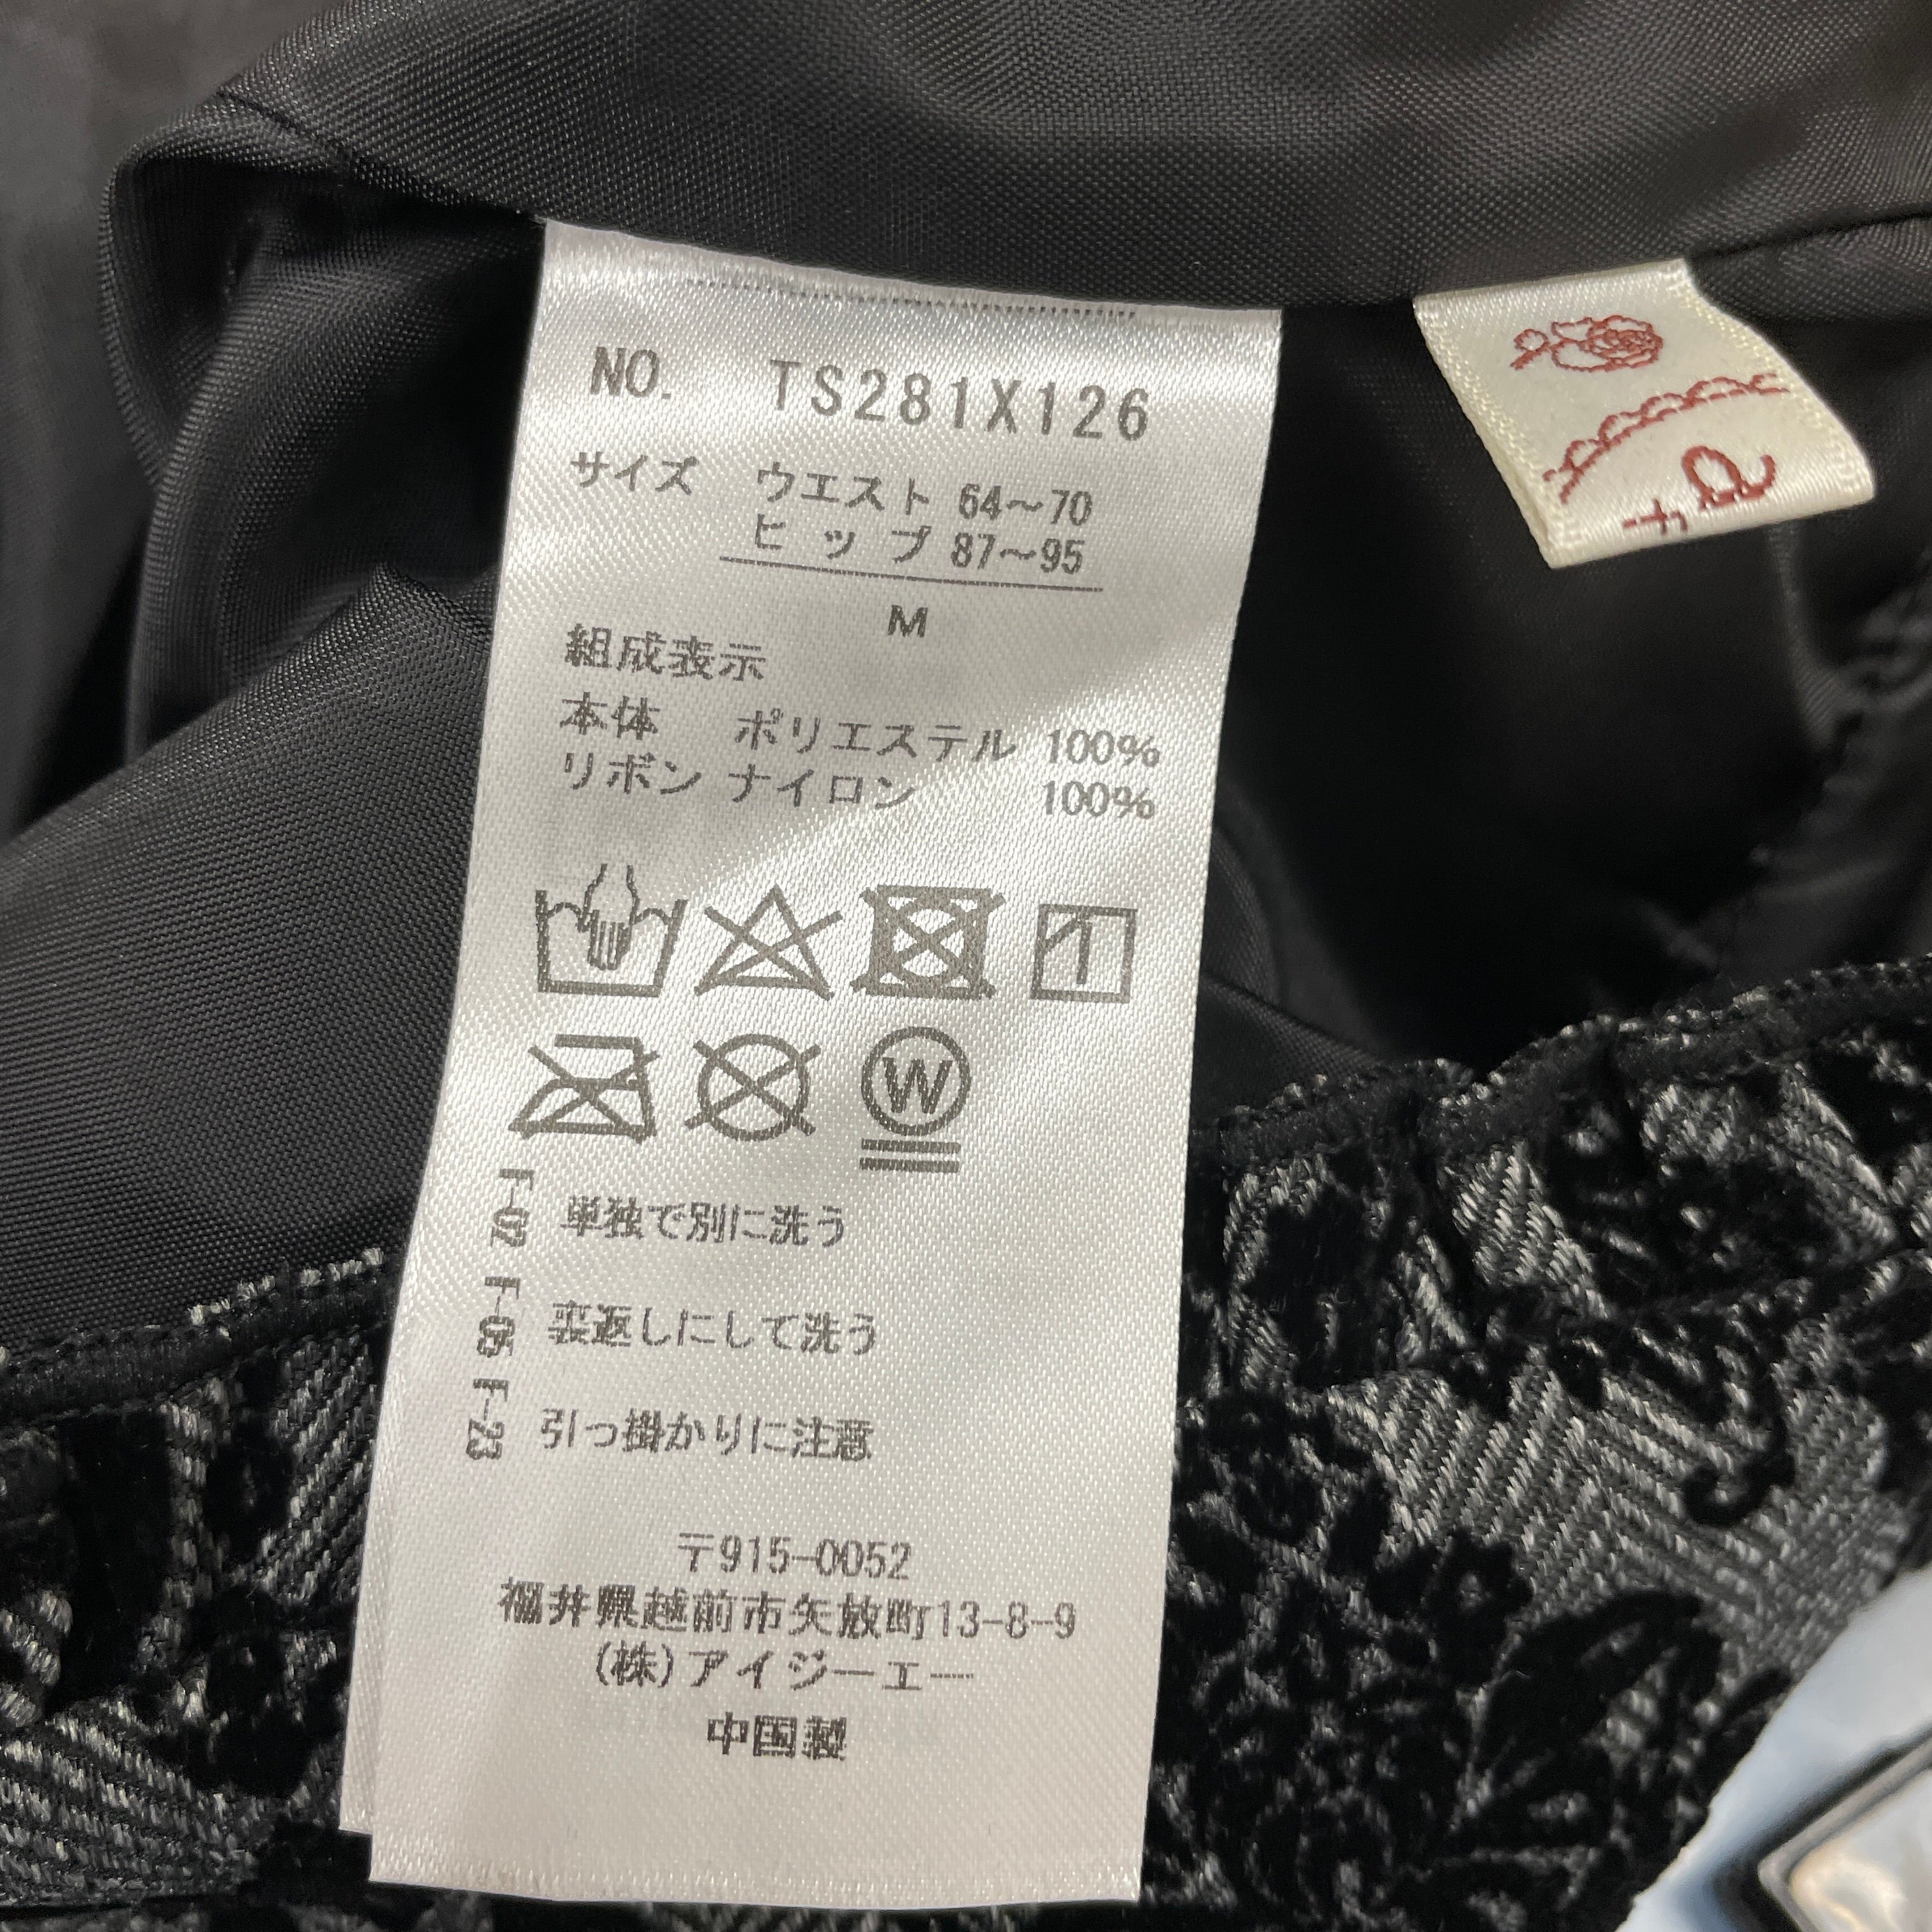 NO. TS281X126
サイズ ウエスト 64～70
ヒップ 87～95
M
組成表示
本体 ポリエステル 100%
リボン ナイロン 100%
W
F-02 単独で別に洗う
F-05 裏返しにして洗う
F-23 引っ掛かりに注意
〒915-0052
福井県越前市矢放町13-8-9
(株)アイジーエー
中国製